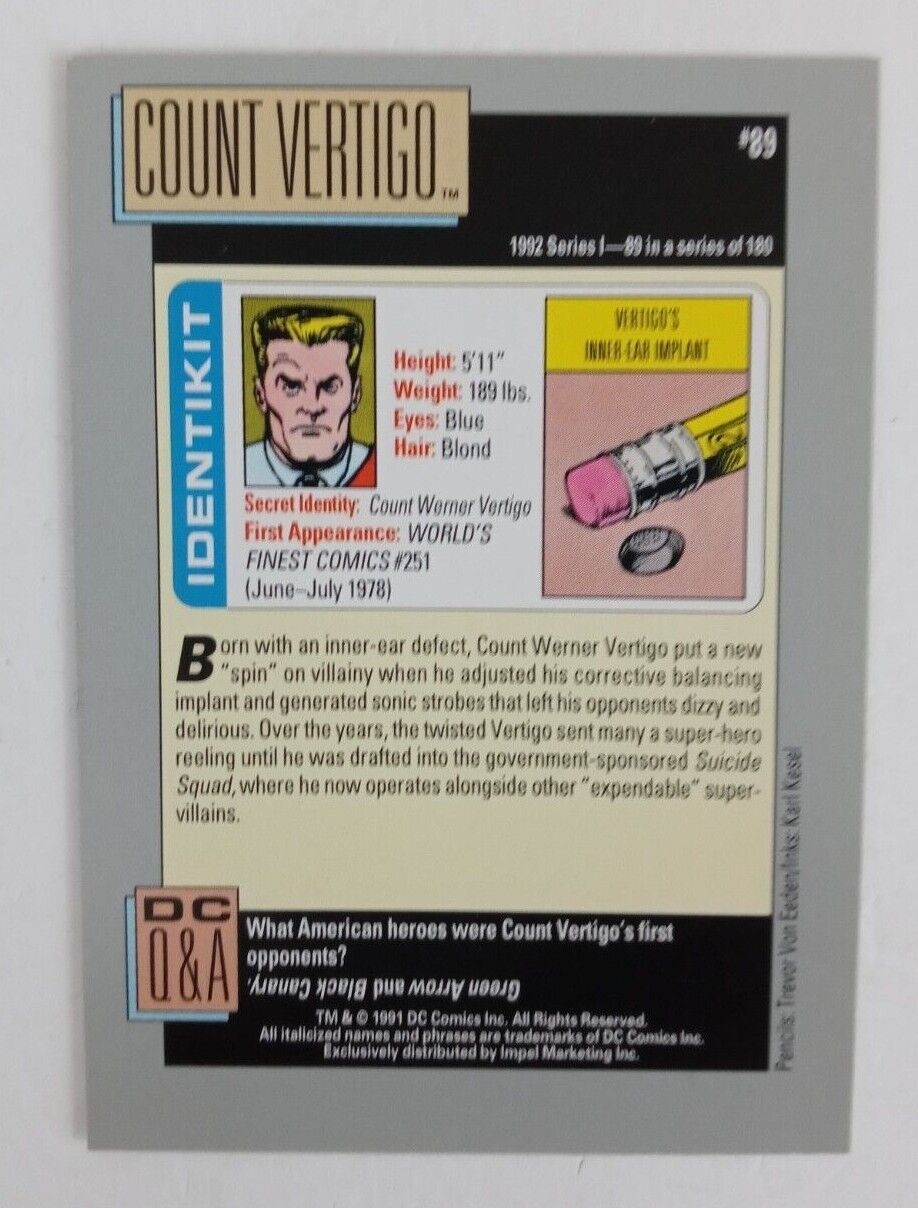 COUNT VERTIGO™
#89
1992 Series I—89 in a series of 180
IDENTIKIT
Height: 5'11"
Weight: 189 lbs.
Eyes: Blue
Hair: Blond
Secret Identity: Count Werner Vertigo
First Appearance: WORLD'S
FINEST COMICS #251
(June–July 1978)
VERTIGO'S
INNER-EAR IMPLANT
Born with an inner-ear defect, Count Werner Vertigo put a new
"spin" on villainy when he adjusted his corrective balancing
implant and generated sonic strobes that left his opponents dizzy and
delirious. Over the years, the twisted Vertigo sent many a super-hero
reeling until he was drafted into the government-sponsored Suicide
Squad, where he now operates alongside other "expendable" super-
villains.
DC
Q&A
What American heroes were Count Vertigo's first
opponents?
Green Arrow and Black Canary.
TM & © 1991 DC Comics Inc. All Rights Reserved.
All italicized names and phrases are trademarks of DC Comics Inc.
Exclusively distributed by Impel Marketing Inc.
Pencils: Trevor Von Eeden/Inks: Karl Kesel